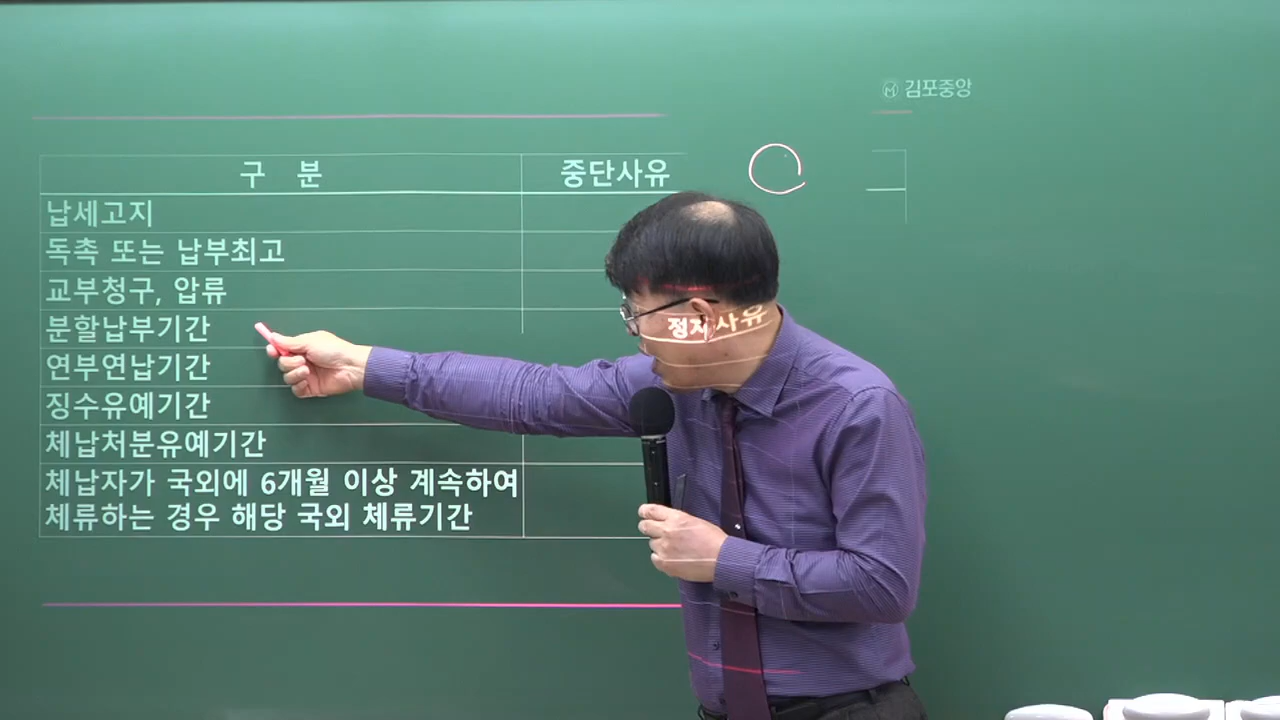 김포중앙
구 분 중단사유 정지사유
납세고지
독촉 또는 납부최고
교부청구, 압류
분할납부기간
연부연납기간
징수유예기간
체납처분유예기간
체납자가 국외에 6개월 이상 계속하여
체류하는 경우 해당 국외 체류기간